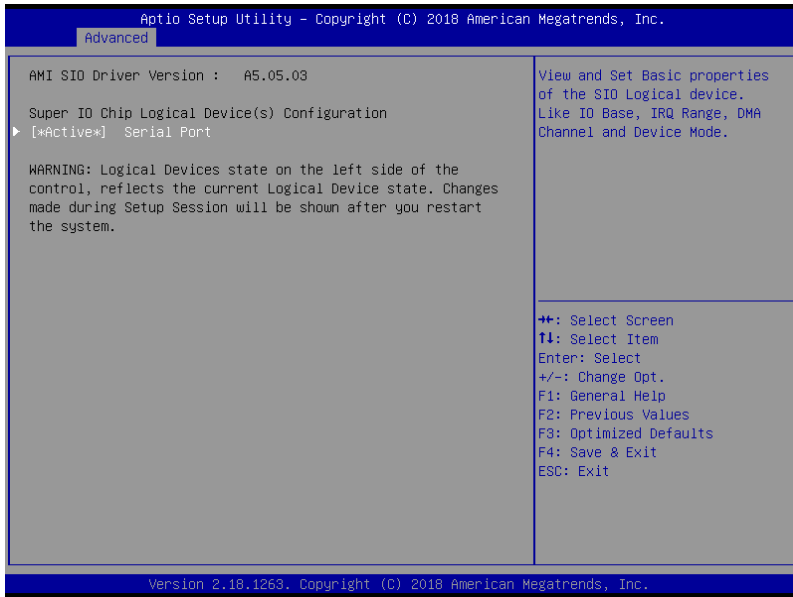 Aptio Setup Utility – Copyright (C) 2018 American Megatrends, Inc.
Advanced
AMI SIO Driver Version :   A5.05.03
Super IO Chip Logical Device(s) Configuration
[*Active*]   Serial Port
WARNING: Logical Devices state on the left side of the
control, reflects the current Logical Device state. Changes
made during Setup Session will be shown after you restart
the system.
View and Set Basic properties
of the SIO Logical device.
Like IO Base, IRQ Range, DMA
Channel and Device Mode.
→←: Select Screen
↑↓: Select Item
Enter: Select
+/-: Change Opt.
F1: General Help
F2: Previous Values
F3: Optimized Defaults
F4: Save & Exit
ESC: Exit
Version 2.18.1263. Copyright (C) 2018 American Megatrends, Inc.